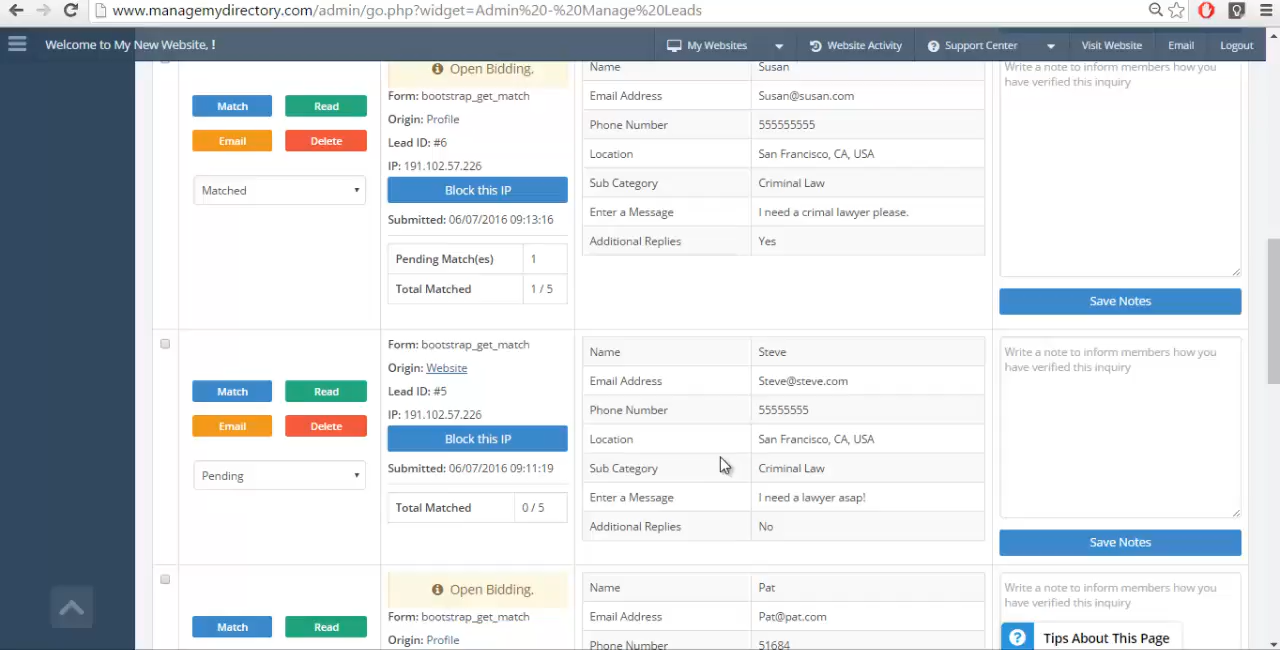 www.managemydirectory.com/admin/go.php?widget=Admin%20-%20Manage%20Leads
Welcome to My New Website, !
My Websites
Website Activity
Support Center
Visit Website
Email
Logout
Match
Read
Email
Delete
Matched
Open Bidding.
Form: bootstrap_get_match
Origin: Profile
Lead ID: #6
IP: 191.102.57.226
Block this IP
Submitted: 06/07/2016 09:13:16
Pending Match(es) 1
Total Matched 1 / 5
Name Susan
Email Address Susan@susan.com
Phone Number 555555555
Location San Francisco, CA, USA
Sub Category Criminal Law
Enter a Message I need a crimal lawyer please.
Additional Replies Yes
Write a note to inform members how you
have verified this inquiry
Save Notes
Match
Read
Email
Delete
Pending
Form: bootstrap_get_match
Origin: Website
Lead ID: #5
IP: 191.102.57.226
Block this IP
Submitted: 06/07/2016 09:11:19
Total Matched 0 / 5
Name Steve
Email Address Steve@steve.com
Phone Number 55555555
Location San Francisco, CA, USA
Sub Category Criminal Law
Enter a Message I need a lawyer asap!
Additional Replies No
Write a note to inform members how you
have verified this inquiry
Save Notes
Match
Read
Open Bidding.
Form: bootstrap_get_match
Origin: Profile
Name Pat
Email Address Pat@pat.com
Phone Number 51684
Write a note to inform members how you
have verified this inquiry
? Tips About This Page